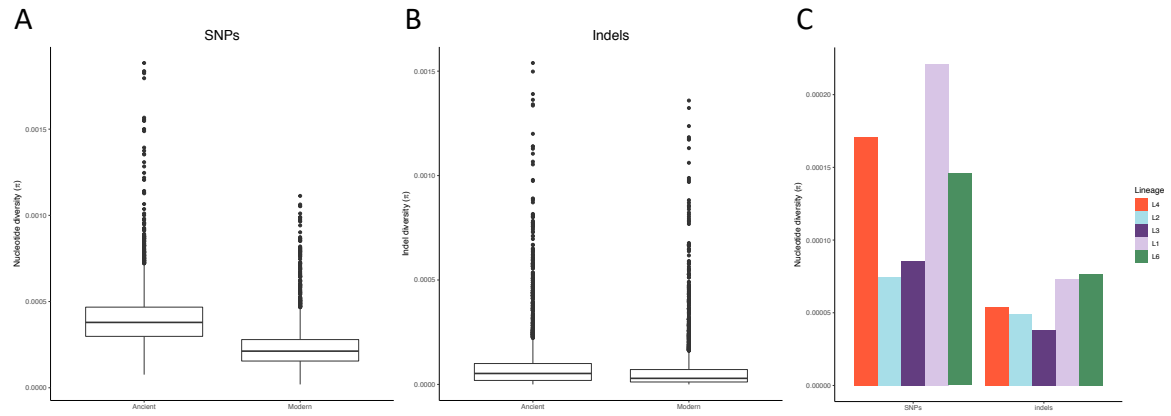 A
SNPs
Nucleotide diversity (π)
0.0015
0.0010
0.0005
0.0000
Ancient
Modern
B
Indels
Indel diversity (π)
0.0015
0.0010
0.0005
0.0000
Ancient
Modern
C
Nucleotide diversity (π)
0.00020
0.00015
0.00010
0.00005
0.00000
SNPs
indels
Lineage
L4
L2
L3
L1
L6